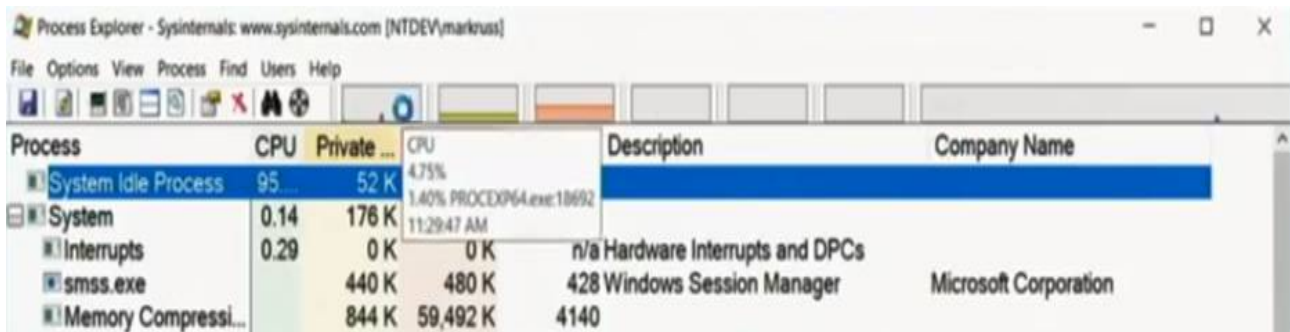 Process Explorer - Sysinternals: www.sysinternals.com [NTDEV\markruss]
File Options View Process Find Users Help
Process CPU Private ... Description Company Name
CPU
4.75%
1.40% PROCEXP64.exe:18692
11:29:47 AM
System Idle Process 95.... 52 K
System 0.14 176 K
Interrupts 0.29 0 K 0 K n/a Hardware Interrupts and DPCs
smss.exe 440 K 480 K 428 Windows Session Manager Microsoft Corporation
Memory Compressi... 844 K 59,492 K 4140